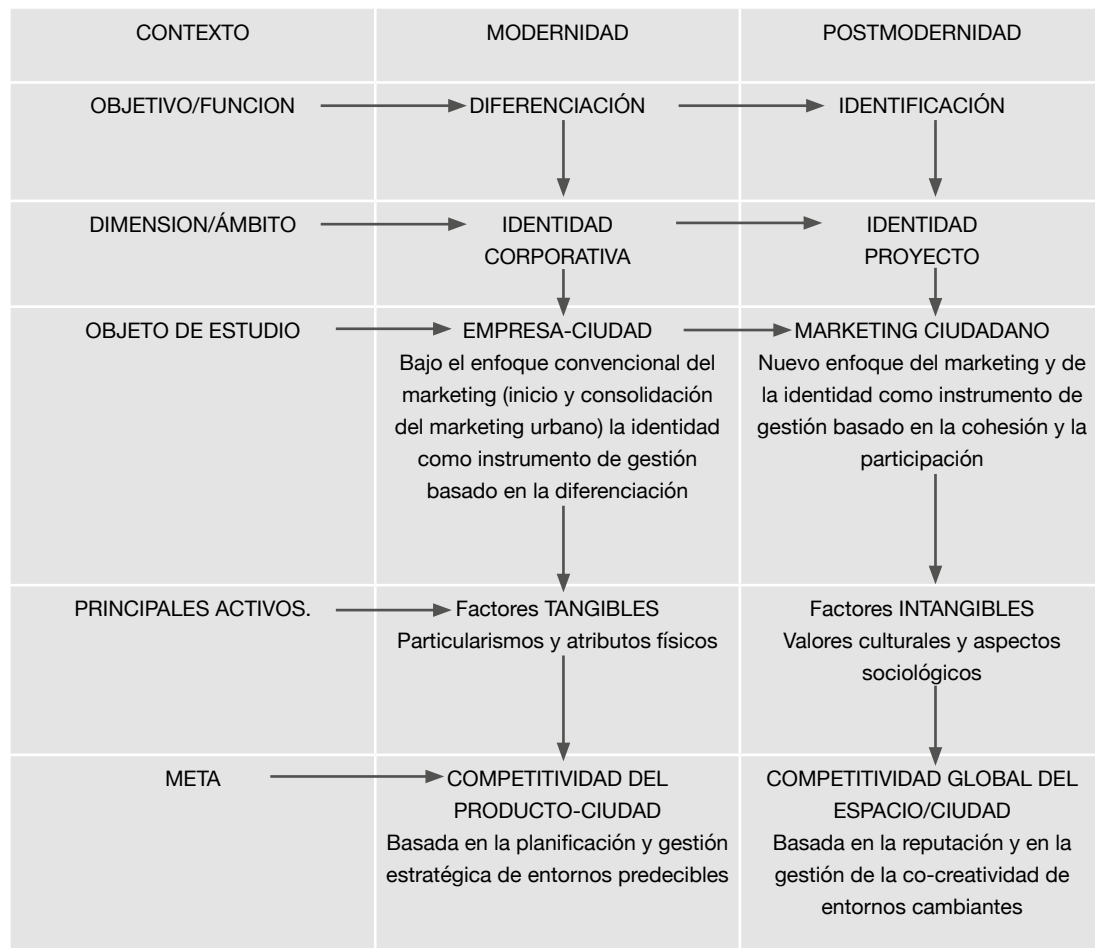 CONTEXTO
MODERNIDAD
POSTMODERNIDAD
OBJETIVO/FUNCION
DIFERENCIACIÓN
IDENTIFICACIÓN
DIMENSION/ÁMBITO
IDENTIDAD
CORPORATIVA
IDENTIDAD
PROYECTO
OBJETO DE ESTUDIO
EMPRESA-CIUDAD
Bajo el enfoque convencional del
marketing (inicio y consolidación
del marketing urbano) la identidad
como instrumento de gestión
basado en la diferenciación
MARKETING CIUDADANO
Nuevo enfoque del marketing y de
la identidad como instrumento de
gestión basado en la cohesión y la
participación
PRINCIPALES ACTIVOS.
Factores TANGIBLES
Particularismos y atributos físicos
Factores INTANGIBLES
Valores culturales y aspectos
sociológicos
META
COMPETITIVIDAD DEL
PRODUCTO-CIUDAD
Basada en la planificación y gestión
estratégica de entornos predecibles
COMPETITIVIDAD GLOBAL DEL
ESPACIO/CIUDAD
Basada en la reputación y en la
gestión de la co-creatividad de
entornos cambiantes